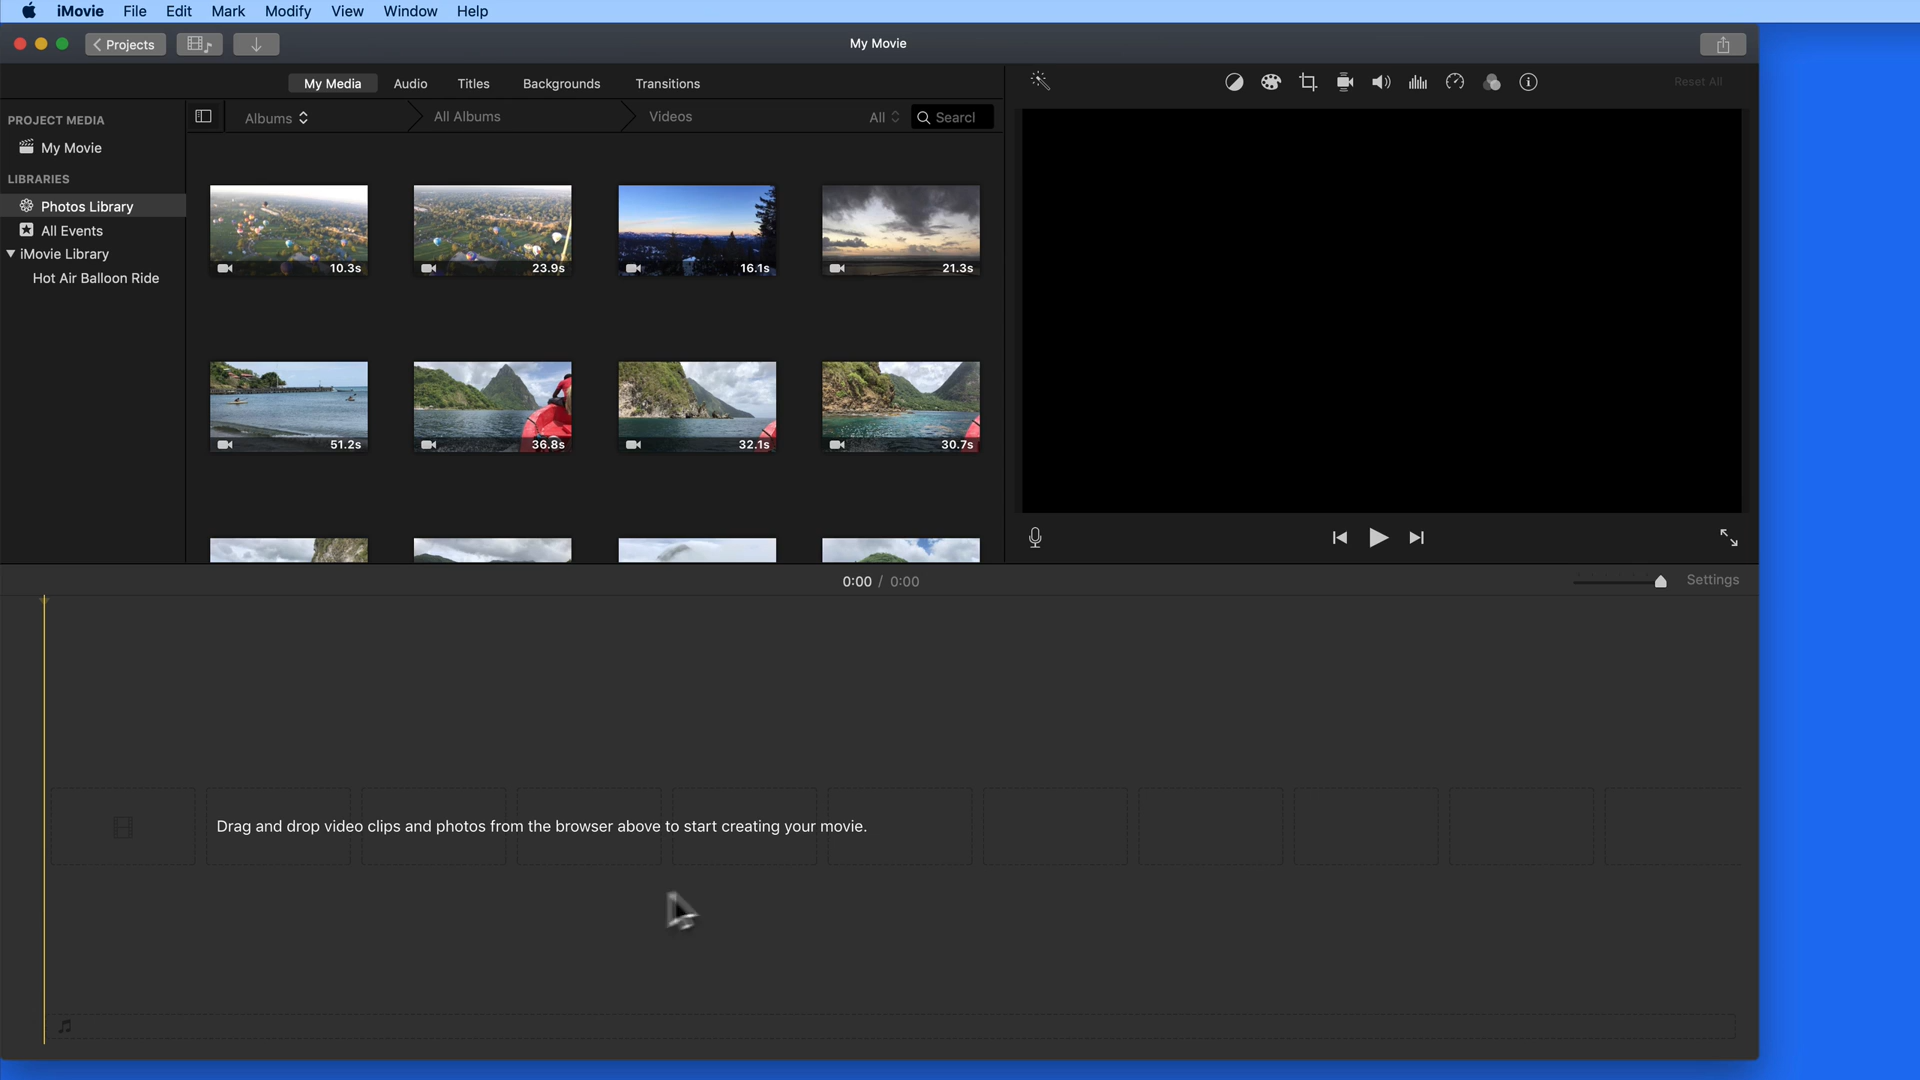 iMovie File Edit Mark Modify View Window Help
Projects
My Movie
My Media Audio Titles Backgrounds Transitions
Reset All
PROJECT MEDIA
My Movie
LIBRARIES
Photos Library
All Events
iMovie Library
Hot Air Balloon Ride
Albums All Albums Videos All Searcl
10.3s 23.9s 16.1s 21.3s
51.2s 36.8s 32.1s 30.7s
0:00 / 0:00
Settings
Drag and drop video clips and photos from the browser above to start creating your movie.